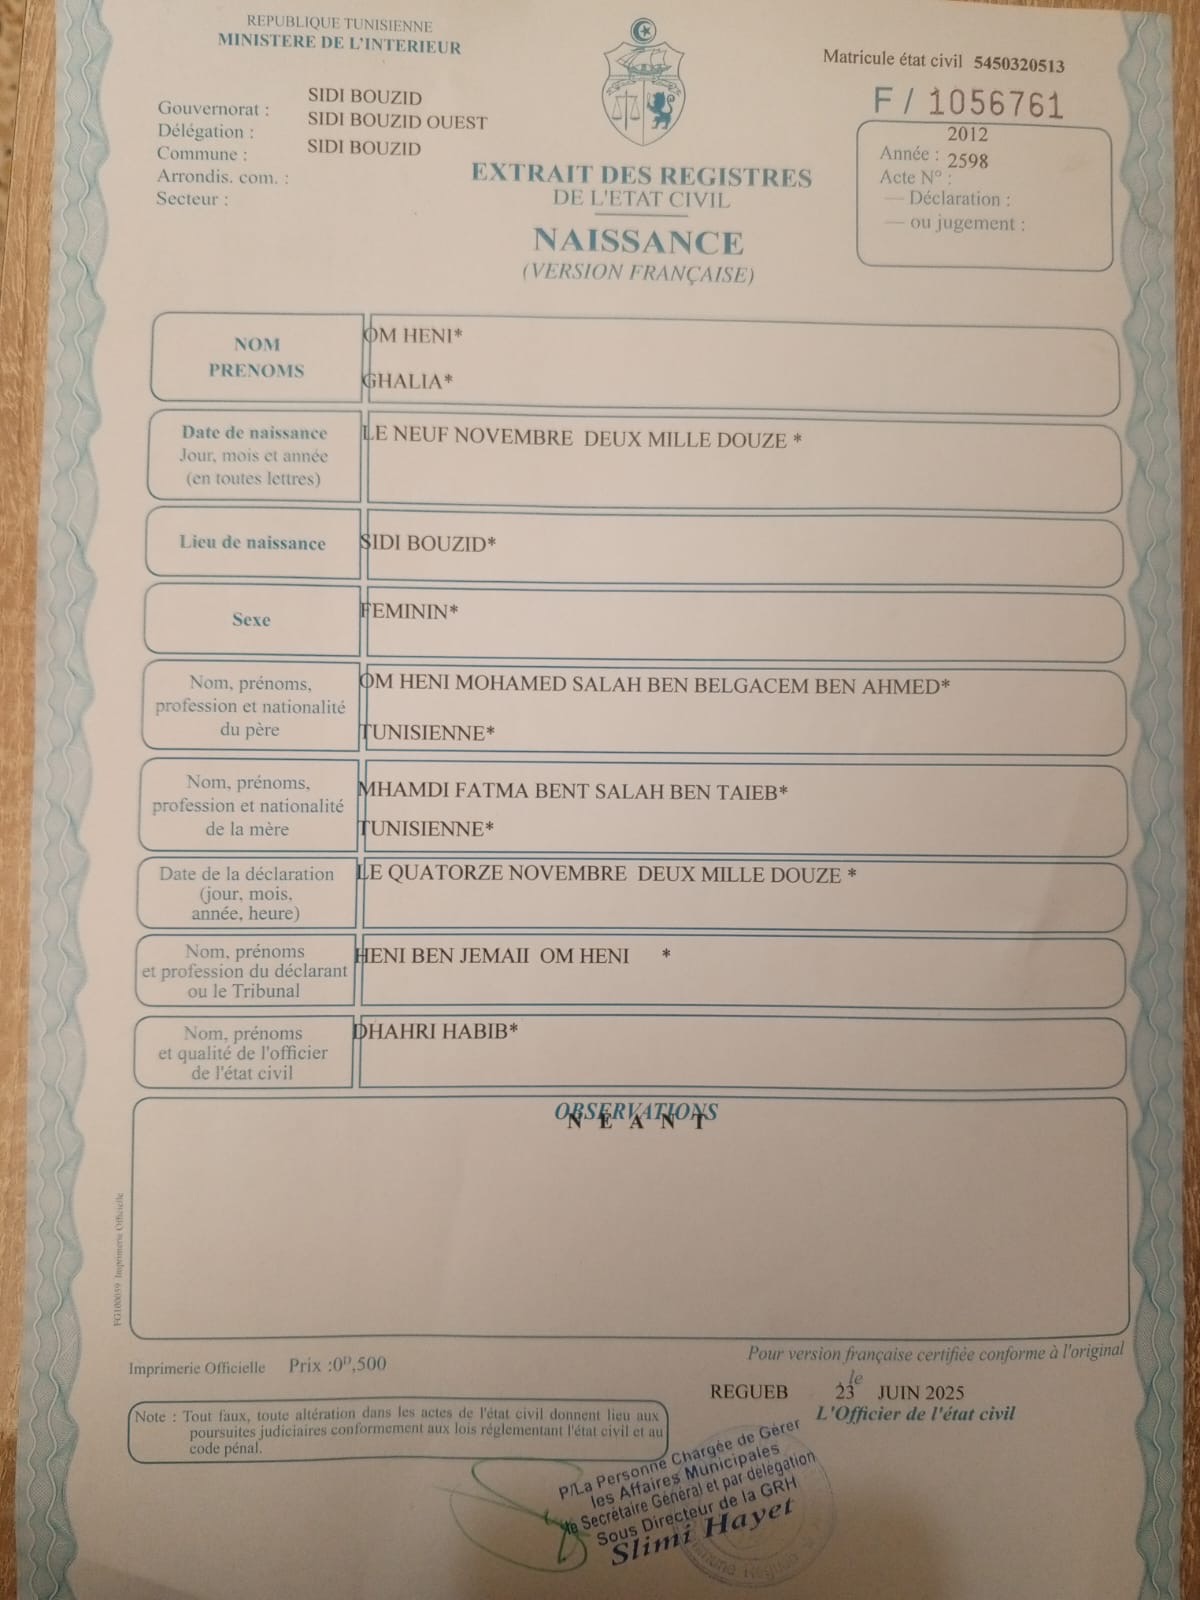 REPUBLIQUE TUNISIENNE
MINISTERE DE L'INTERIEUR
Matricule état civil 5450320513
F / 1056761
Gouvernorat : SIDI BOUZID
Délégation : SIDI BOUZID OUEST
Commune : SIDI BOUZID
Arrondis. com. :
Secteur :
2012
Année :
2598
Acte N° :
— Déclaration :
— ou jugement :
EXTRAIT DES REGISTRES
DE L'ETAT CIVIL
NAISSANCE
(VERSION FRANÇAISE)
NOM
PRENOMS
OM HENI*
GHALIA*
Date de naissance
Jour, mois et année
(en toutes lettres)
LE NEUF NOVEMBRE DEUX MILLE DOUZE *
Lieu de naissance
SIDI BOUZID*
Sexe
FEMININ*
Nom, prénoms,
profession et nationalité
du père
OM HENI MOHAMED SALAH BEN BELGACEM BEN AHMED*
TUNISIENNE*
Nom, prénoms,
profession et nationalité
de la mère
MHAMDI FATMA BENT SALAH BEN TAIEB*
TUNISIENNE*
Date de la déclaration
(jour, mois,
année, heure)
LE QUATORZE NOVEMBRE DEUX MILLE DOUZE *
Nom, prénoms
et profession du déclarant
ou le Tribunal
HENI BEN JEMAII OM HENI *
Nom, prénoms
et qualité de l'officier
de l'état civil
DHAHRI HABIB*
OBSERVATIONS
N E A N T
FG100059 Imprimerie Officielle
Imprimerie Officielle Prix :0D,500
Pour version française certifiée conforme à l'original
REGUEB le 23 JUIN 2025
L'Officier de l'état civil
Note : Tout faux, toute altération dans les actes de l'état civil donnent lieu aux
poursuites judiciaires conformement aux lois réglementant l'état civil et au
code pénal.
P/La Personne Chargée de Gérer
les Affaires Municipales
Le Secrétaire Général et par délegation
Sous Directeur de la GRH
Slimi Hayet